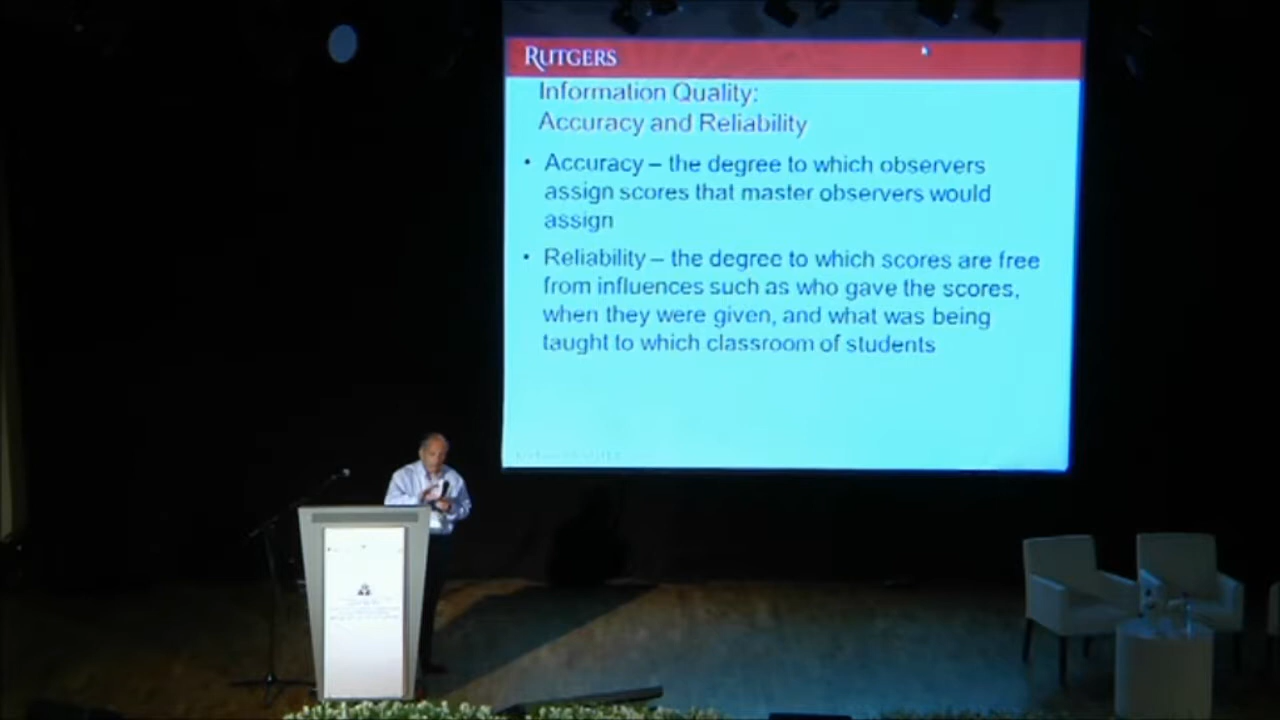 RUTGERS
Information Quality:
Accuracy and Reliability
• Accuracy – the degree to which observers
assign scores that master observers would
assign
• Reliability – the degree to which scores are free
from influences such as who gave the scores,
when they were given, and what was being
taught to which classroom of students